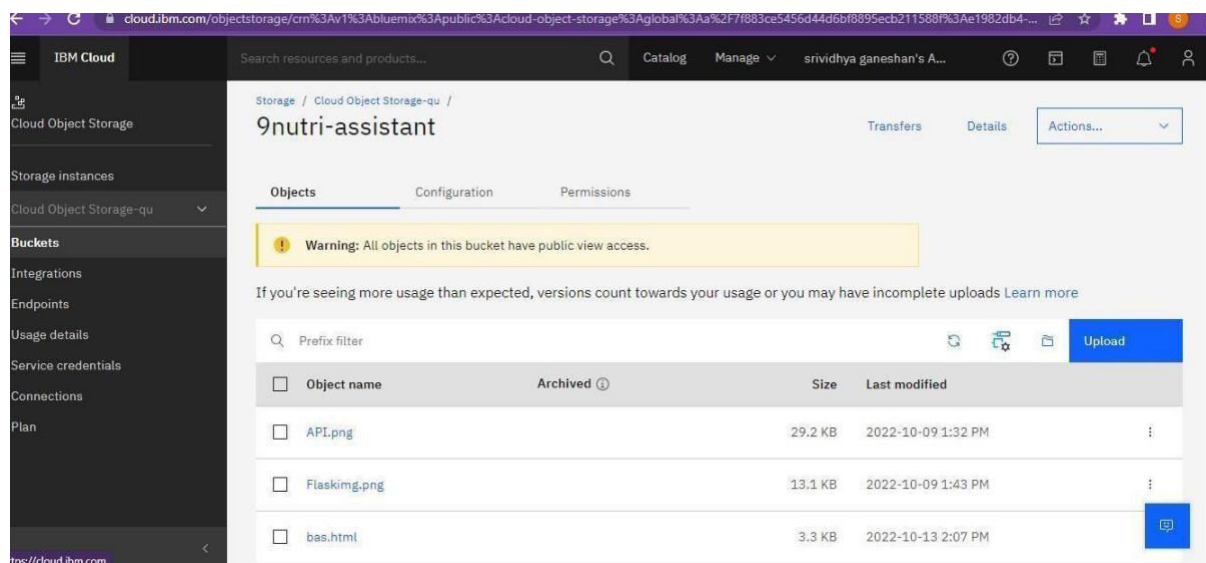 cloud.ibm.com/objectstorage/crn%3Av1%3Abluemix%3Apublic%3Acloud-object-storage%3Aglobal%3Aa%2F7f883ce5456d44d6bf8895ecb211588f%3Ae1982db4-...
S
IBM Cloud
Search resources and products...
Catalog
Manage
srividhya ganeshan's A...
Cloud Object Storage
Storage instances
Cloud Object Storage-qu
Buckets
Integrations
Endpoints
Usage details
Service credentials
Connections
Plan
Storage / Cloud Object Storage-qu /
9nutri-assistant
Transfers
Details
Actions...
Objects
Configuration
Permissions
Warning: All objects in this bucket have public view access.
If you're seeing more usage than expected, versions count towards your usage or you may have incomplete uploads Learn more
Prefix filter
Upload
Object name Archived Size Last modified
API.png 29.2 KB 2022-10-09 1:32 PM
Flaskimg.png 13.1 KB 2022-10-09 1:43 PM
bas.html 3.3 KB 2022-10-13 2:07 PM
ttps://cloud.ibm.com